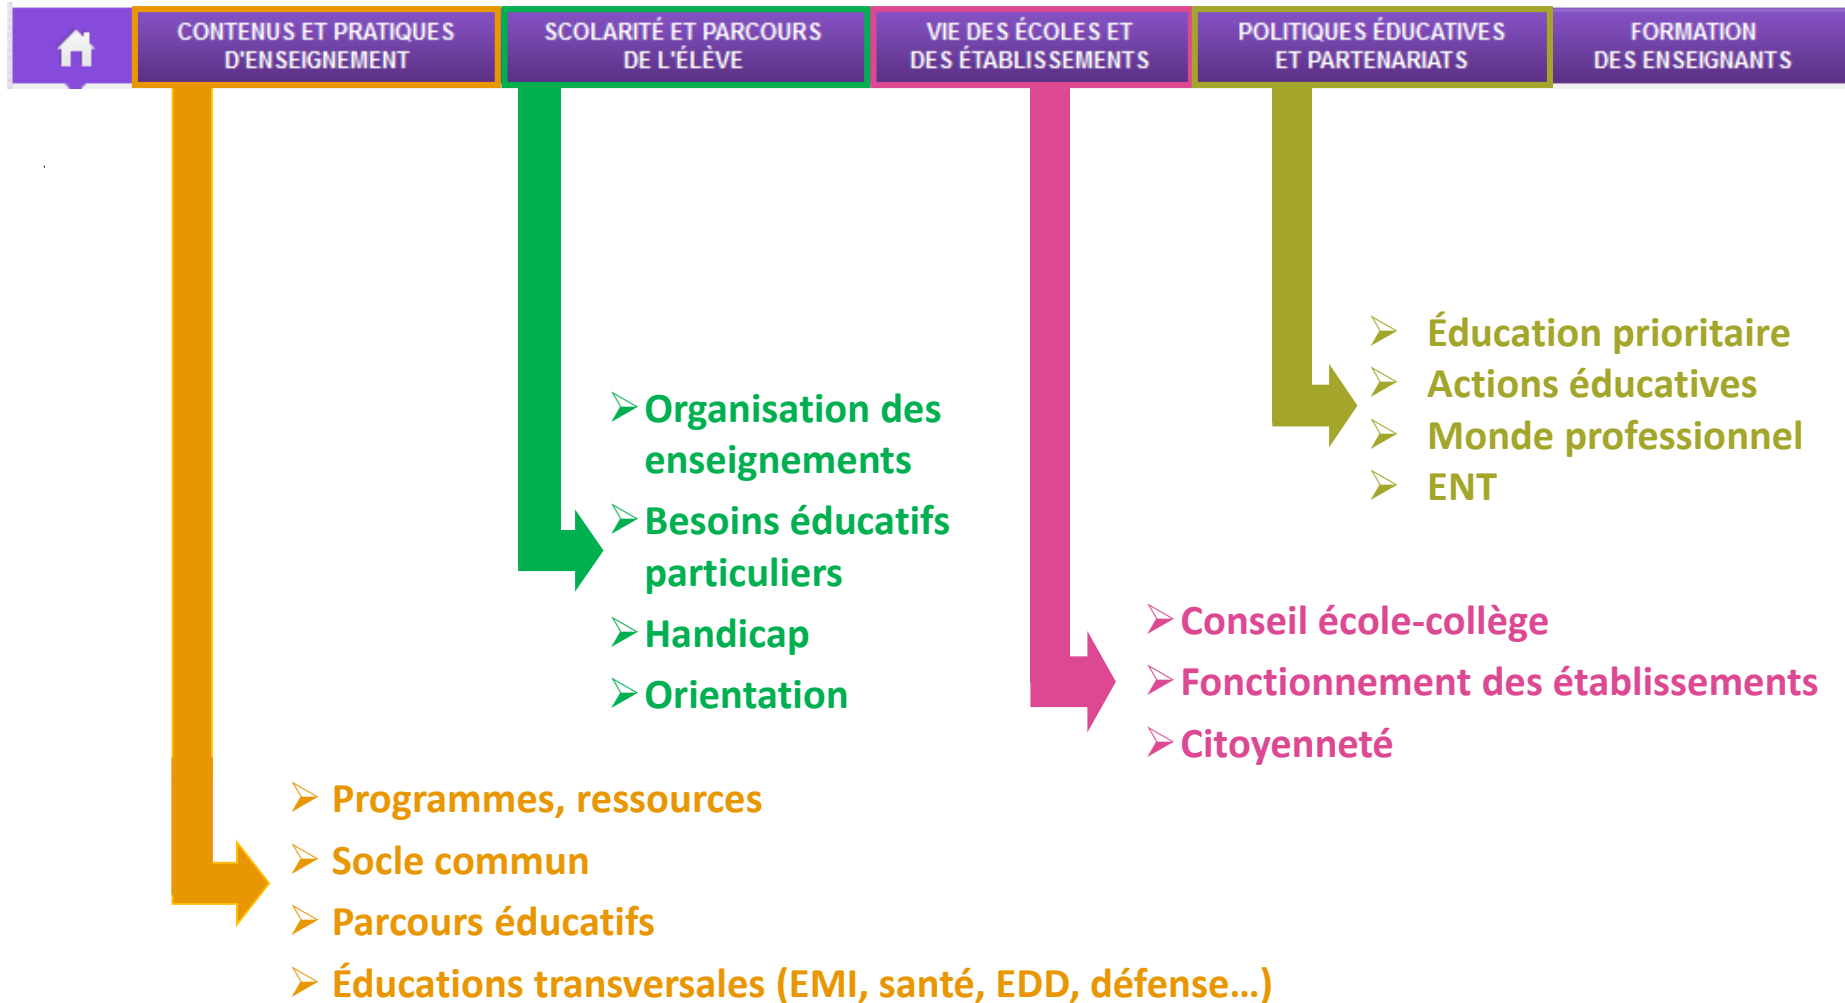 CONTENUS ET PRATIQUES
D'ENSEIGNEMENT
SCOLARITÉ ET PARCOURS
DE L'ÉLÈVE
VIE DES ÉCOLES ET
DES ÉTABLISSEMENTS
POLITIQUES ÉDUCATIVES
ET PARTENARIATS
FORMATION
DES ENSEIGNANTS
➢ Éducation prioritaire
➢ Actions éducatives
➢ Monde professionnel
➢ ENT
➢ Organisation des
enseignements
➢ Besoins éducatifs
particuliers
➢ Handicap
➢ Orientation
➢ Conseil école-collège
➢ Fonctionnement des établissements
➢ Citoyenneté
➢ Programmes, ressources
➢ Socle commun
➢ Parcours éducatifs
➢ Éducations transversales (EMI, santé, EDD, défense…)